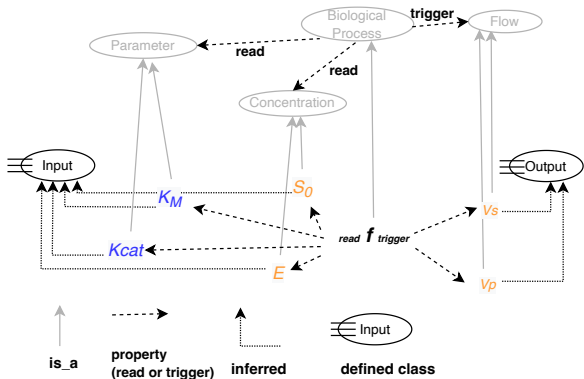 Biological
Process
trigger
Flow
Parameter
read
read
Concentration
Input
Output
S0
KM
Vs
read f trigger
Kcat
E
Vp
Input
is_a
property
(read or trigger)
inferred
defined class